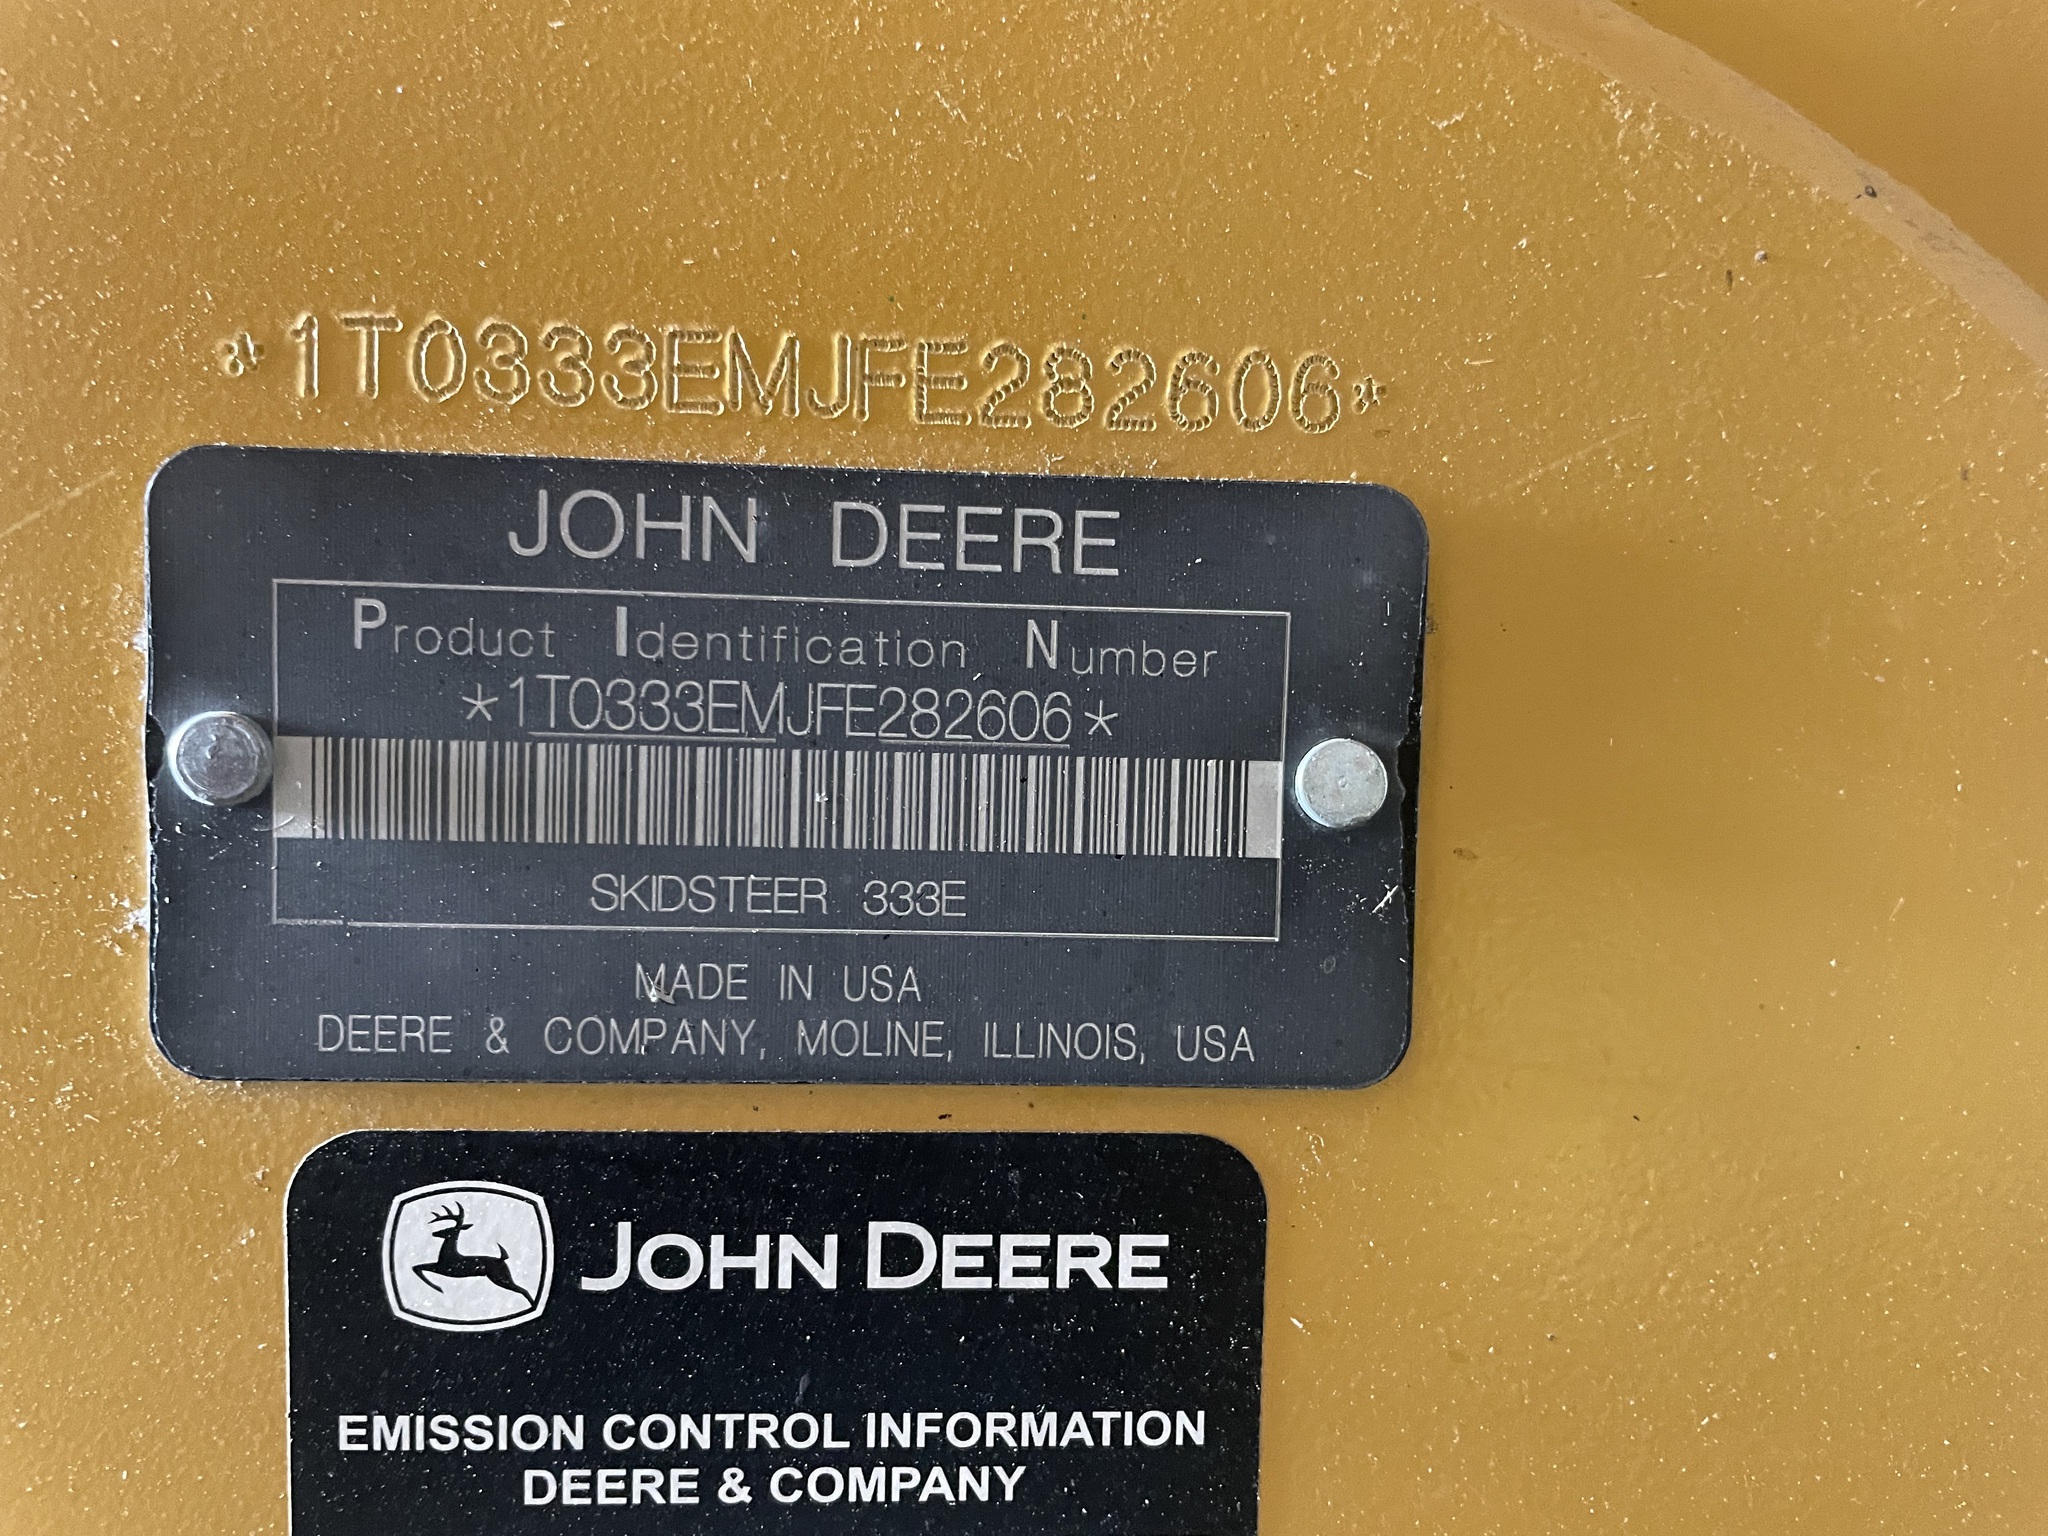 *1T0333EMJFE282606*
JOHN DEERE
Product Identification Number
*1T0333EMJFE282606*
SKIDSTEER 333E
MADE IN USA
DEERE & COMPANY, MOLINE, ILLINOIS, USA
JOHN DEERE
EMISSION CONTROL INFORMATION
DEERE & COMPANY